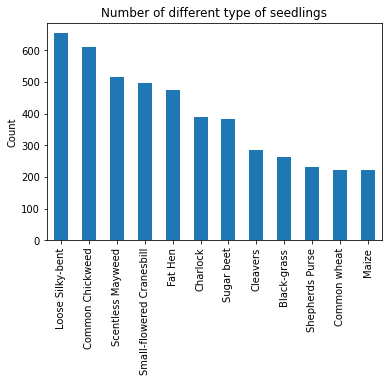 Number of different type of seedlings
Count
600
500
400
300
200
100
0
Loose Silky-bent
Common Chickweed
Scentless Mayweed
Small-flowered Cranesbill
Fat Hen
Charlock
Sugar beet
Cleavers
Black-grass
Shepherds Purse
Common wheat
Maize